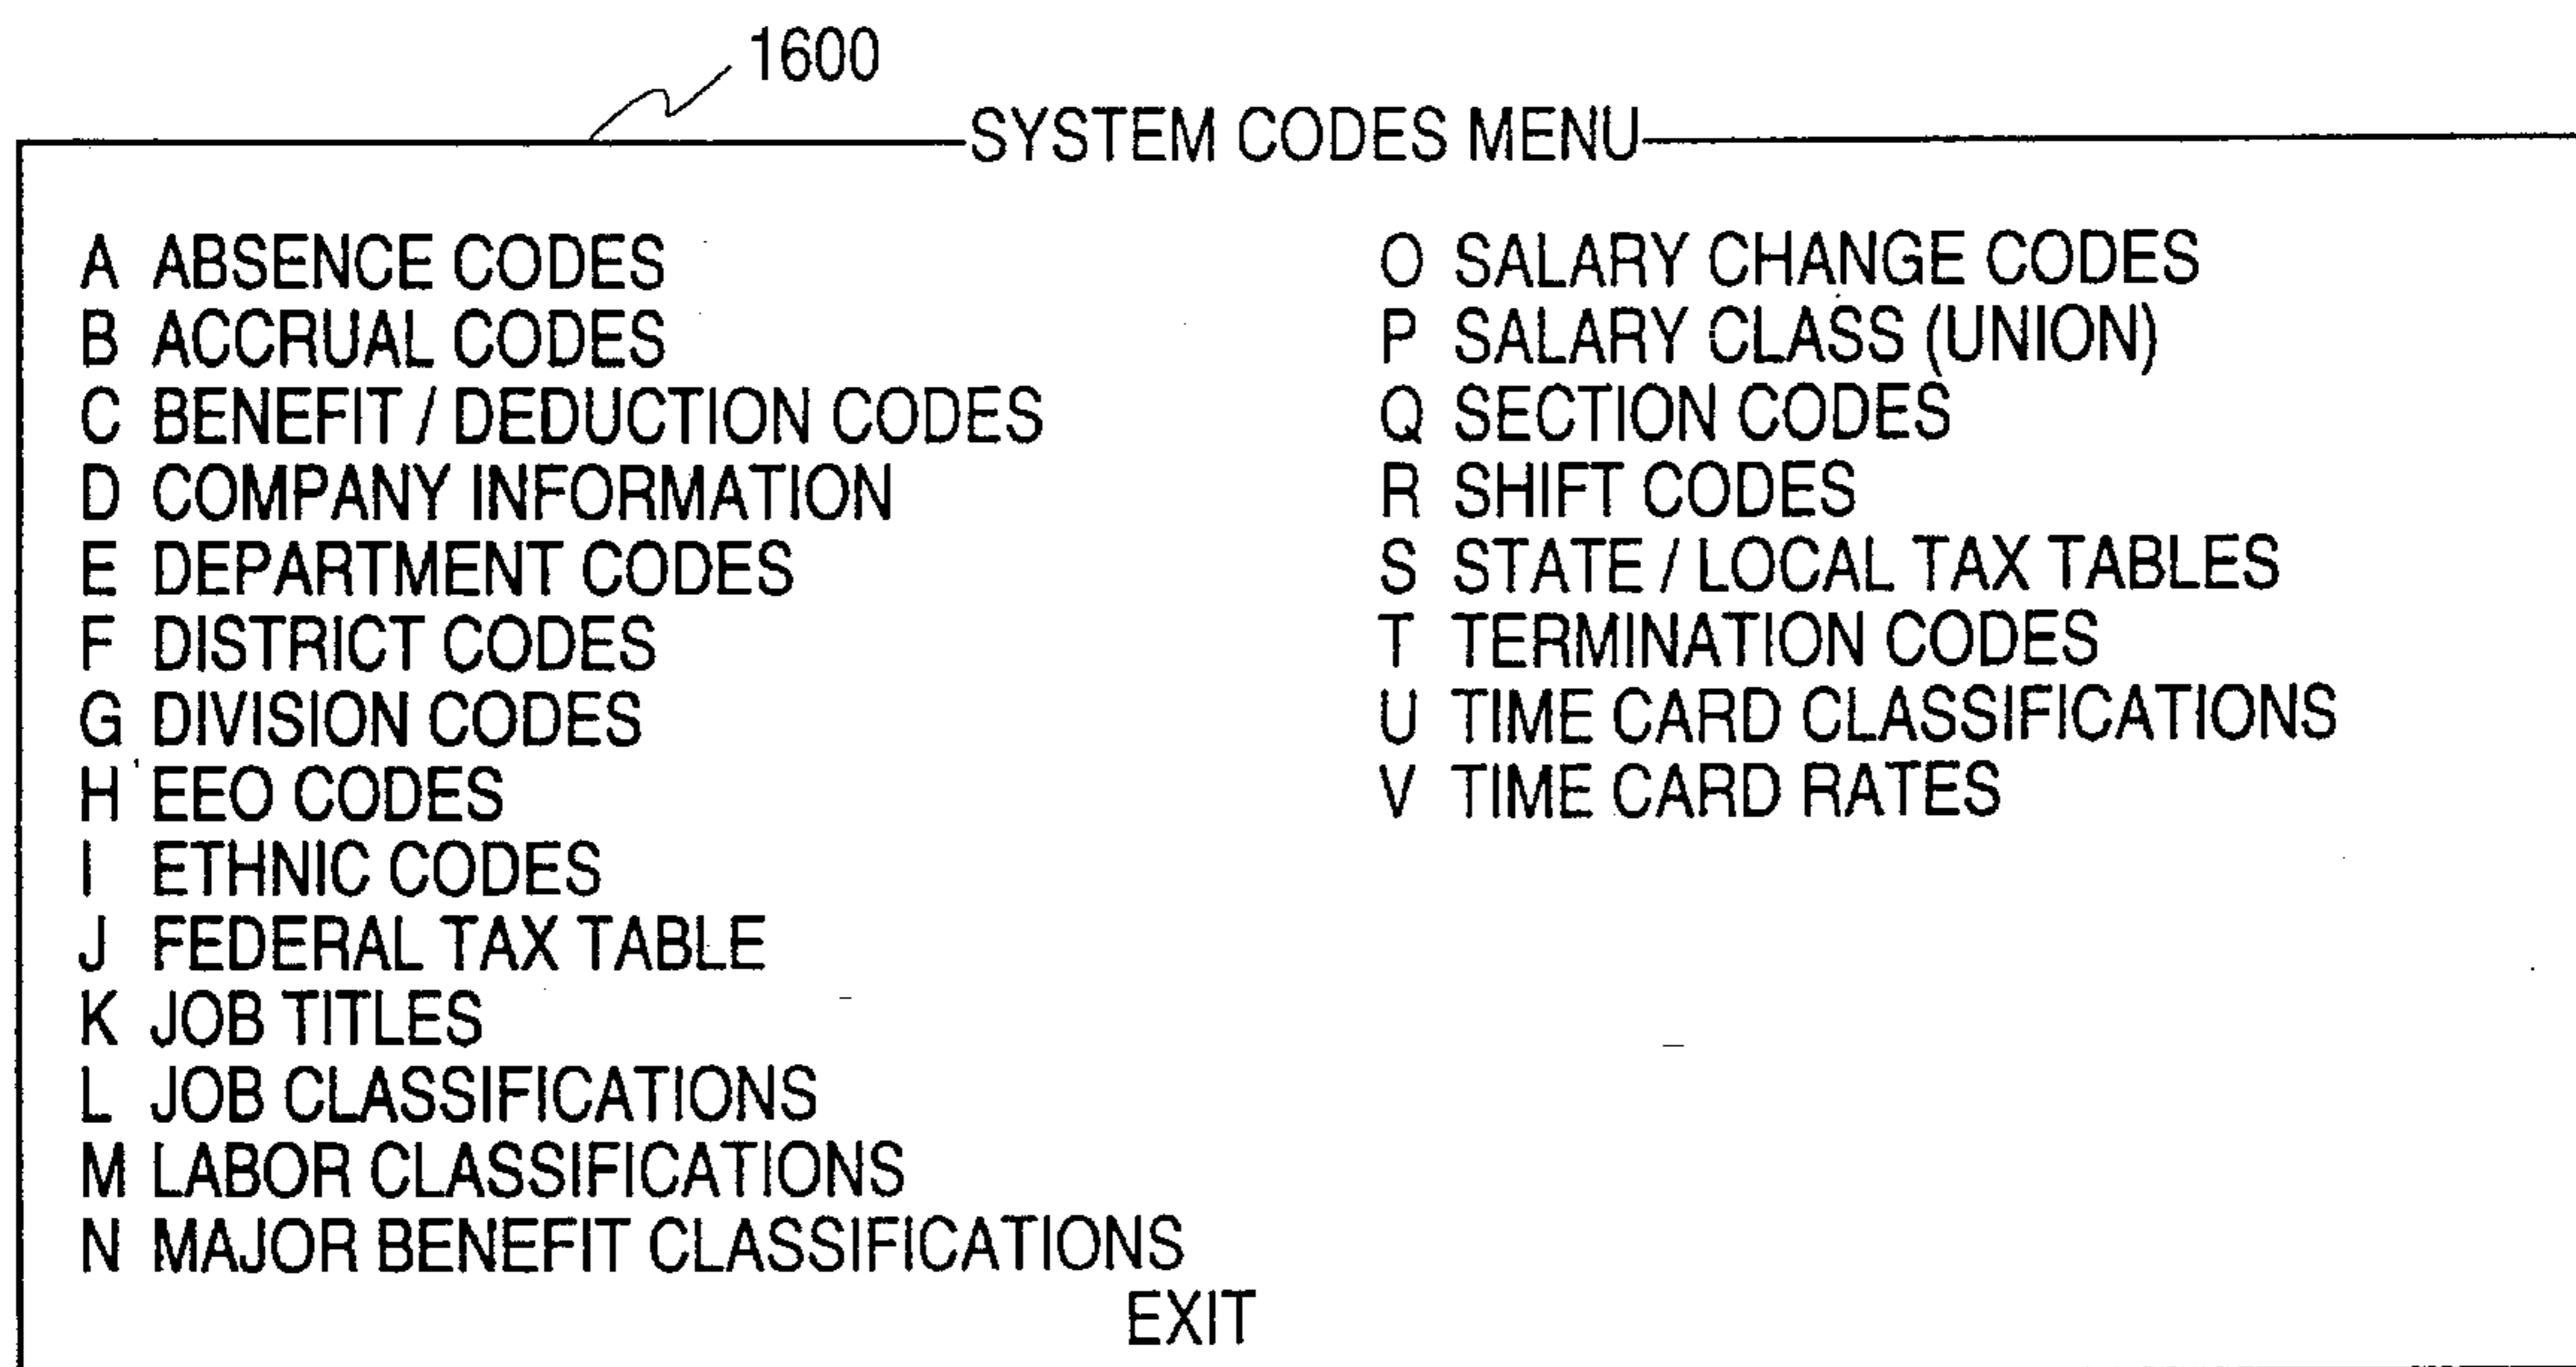 1600
SYSTEM CODES MENU
A ABSENCE CODES
B ACCRUAL CODES
C BENEFIT / DEDUCTION CODES
D COMPANY INFORMATION
E DEPARTMENT CODES
F DISTRICT CODES
G DIVISION CODES
H EEO CODES
I ETHNIC CODES
J FEDERAL TAX TABLE
K JOB TITLES
L JOB CLASSIFICATIONS
M LABOR CLASSIFICATIONS
N MAJOR BENEFIT CLASSIFICATIONS
O SALARY CHANGE CODES
P SALARY CLASS (UNION)
Q SECTION CODES
R SHIFT CODES
S STATE / LOCAL TAX TABLES
T TERMINATION CODES
U TIME CARD CLASSIFICATIONS
V TIME CARD RATES
EXIT